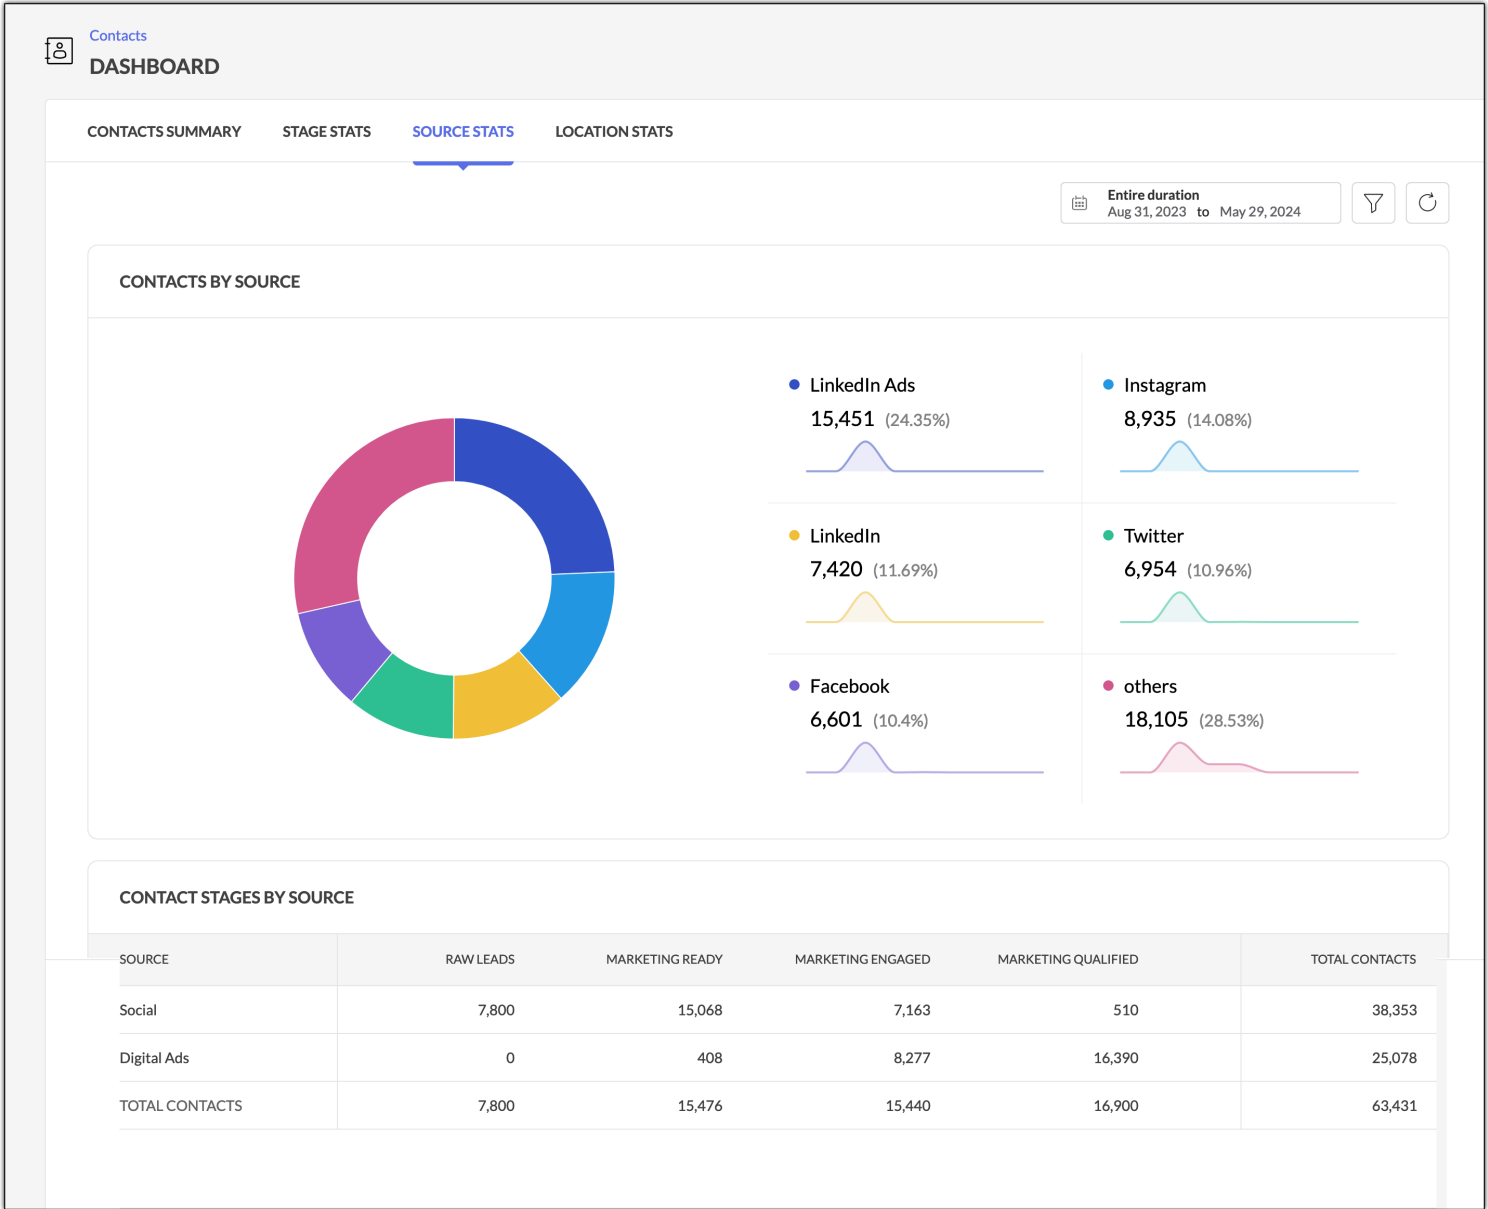 Contacts
DASHBOARD
CONTACTS SUMMARY STAGE STATS SOURCE STATS LOCATION STATS
Entire duration
Aug 31, 2023 to May 29, 2024
CONTACTS BY SOURCE
LinkedIn Ads
15,451 (24.35%)
Instagram
8,935 (14.08%)
LinkedIn
7,420 (11.69%)
Twitter
6,954 (10.96%)
Facebook
6,601 (10.4%)
others
18,105 (28.53%)
CONTACT STAGES BY SOURCE
SOURCE RAW LEADS MARKETING READY MARKETING ENGAGED MARKETING QUALIFIED TOTAL CONTACTS
Social 7,800 15,068 7,163 510 38,353
Digital Ads 0 408 8,277 16,390 25,078
TOTAL CONTACTS 7,800 15,476 15,440 16,900 63,431